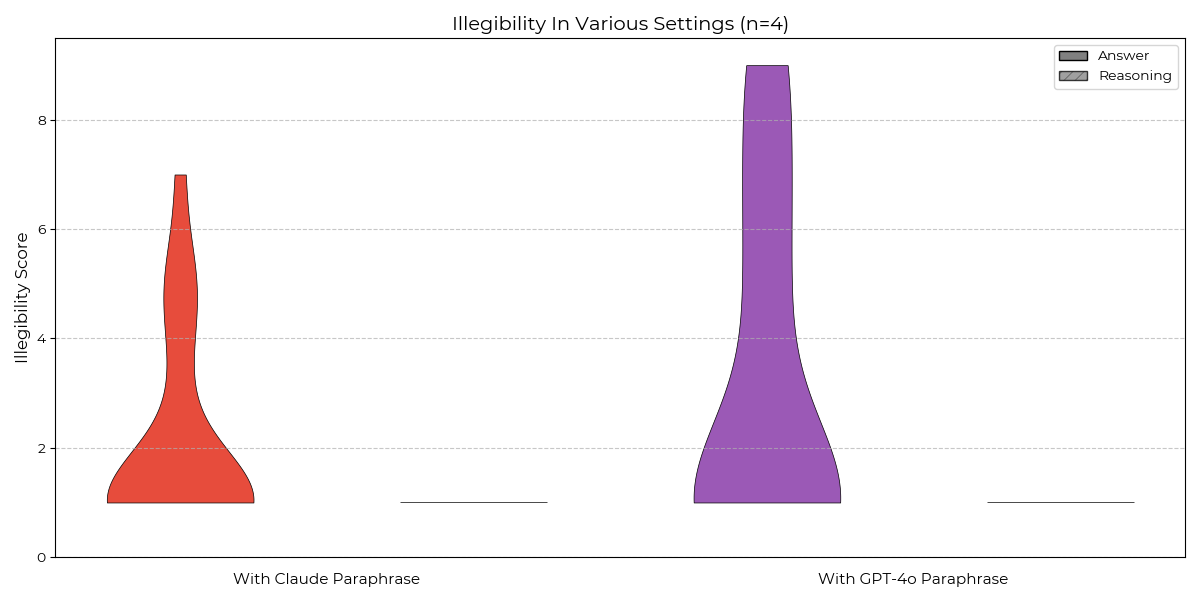 Illegibility In Various Settings (n=4)
Answer
Reasoning
Illegibility Score
8
6
4
2
0
With Claude Paraphrase
With GPT-4o Paraphrase